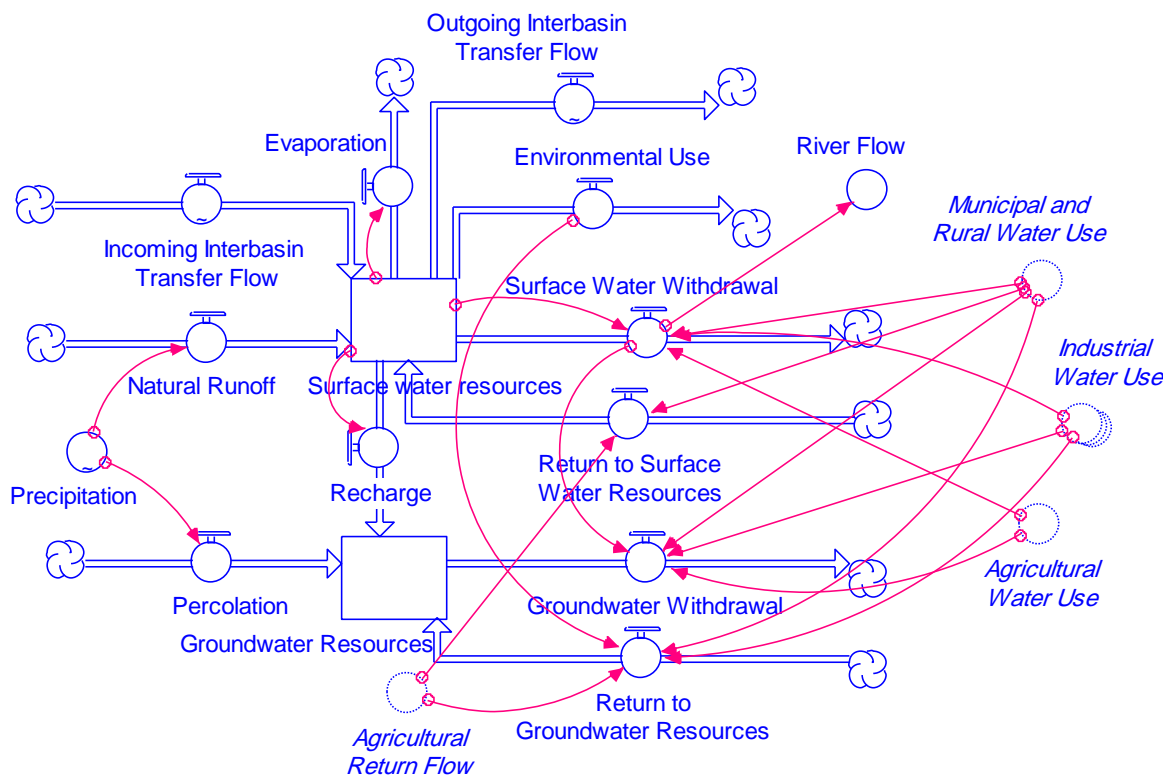 Outgoing Interbasin
Transfer Flow
Evaporation
Environmental Use
River Flow
Municipal and
Rural Water Use
Incoming Interbasin
Transfer Flow
Surface Water Withdrawal
Natural Runoff
Surface water resources
Industrial
Water Use
Precipitation
Recharge
Return to Surface
Water Resources
Percolation
Groundwater Withdrawal
Agricultural
Water Use
Groundwater Resources
Return to
Groundwater Resources
Agricultural
Return Flow
~
~
~